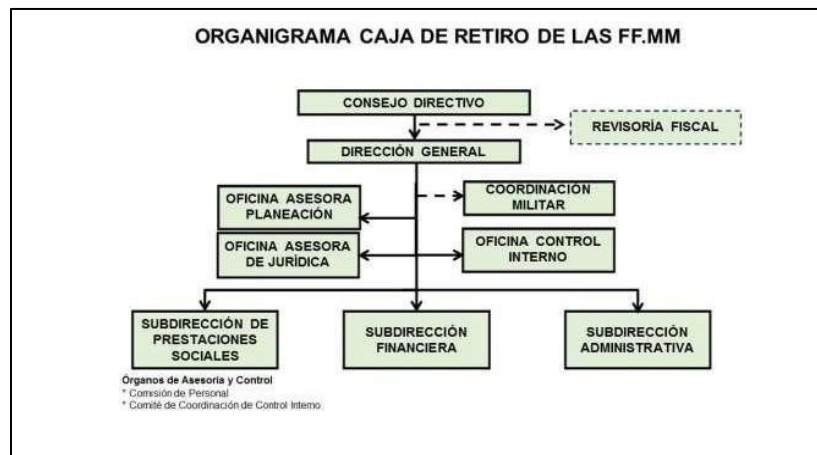 ORGANIGRAMA CAJA DE RETIRO DE LAS FF.MM
CONSEJO DIRECTIVO
REVISORÍA FISCAL
DIRECCIÓN GENERAL
OFICINA ASESORA
PLANEACIÓN
COORDINACIÓN
MILITAR
OFICINA ASESORA
DE JURÍDICA
OFICINA CONTROL
INTERNO
SUBDIRECCIÓN DE
PRESTACIONES
SOCIALES
SUBDIRECCIÓN
FINANCIERA
SUBDIRECCIÓN
ADMINISTRATIVA
Órganos de Asesoría y Control
* Comisión de Personal
* Comité de Coordinación de Control Interno